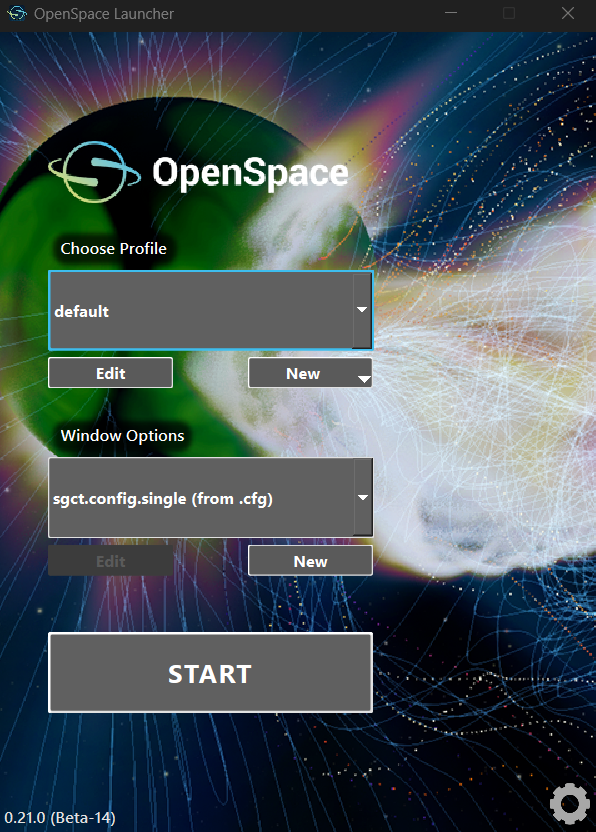 OpenSpace Launcher
OpenSpace
Choose Profile
default
Edit
New
Window Options
sgct.config.single (from .cfg)
Edit
New
START
0.21.0 (Beta-14)